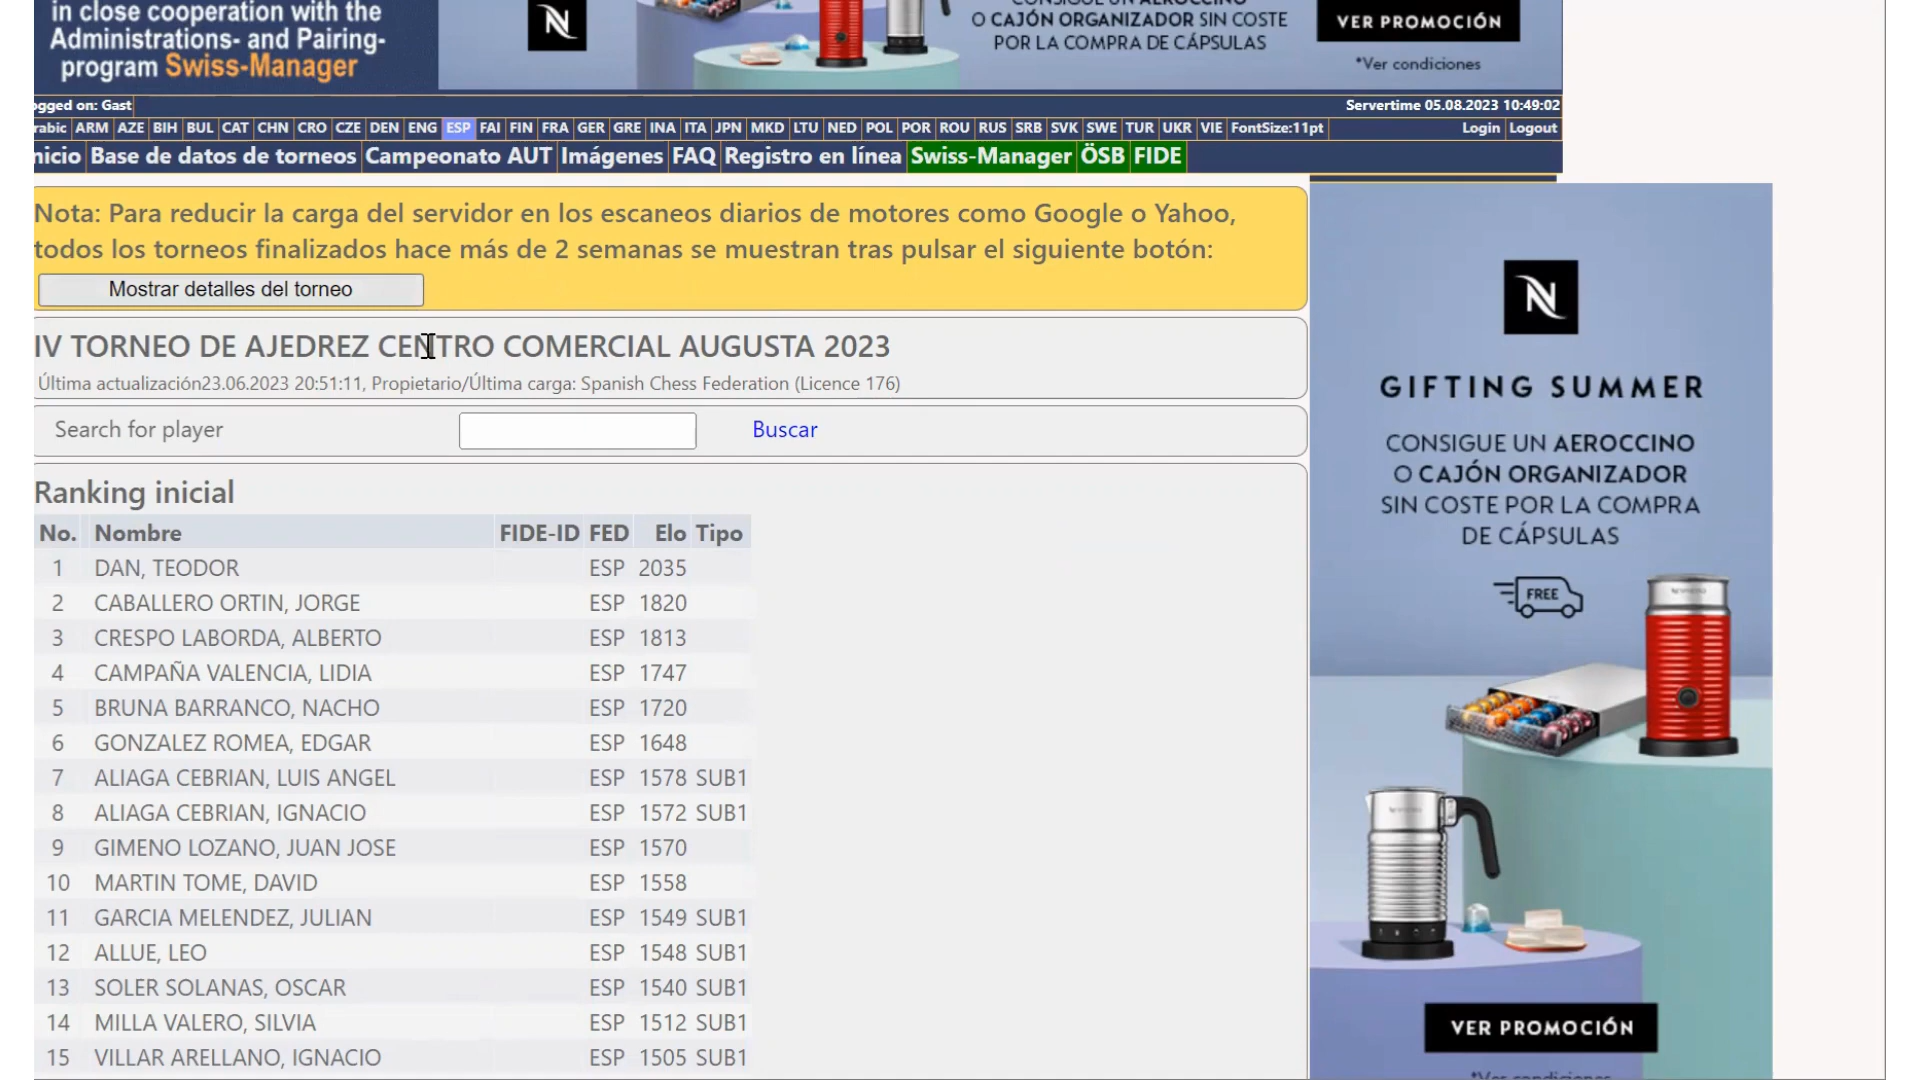 in close cooperation with the
Administrations- and Pairing-
program Swiss-Manager
O CAJÓN ORGANIZADOR SIN COSTE
POR LA COMPRA DE CÁPSULAS
VER PROMOCIÓN
*Ver condiciones
ogged on: Gast
Servertime 05.08.2023 10:49:02
rabic ARM AZE BIH BUL CAT CHN CRO CZE DEN ENG ESP FAI FIN FRA GER GRE INA ITA JPN MKD LTU NED POL POR ROU RUS SRB SVK SWE TUR UKR VIE FontSize:11pt
Login Logout
nicio Base de datos de torneos Campeonato AUT Imágenes FAQ Registro en línea Swiss-Manager ÖSB FIDE
Nota: Para reducir la carga del servidor en los escaneos diarios de motores como Google o Yahoo,
todos los torneos finalizados hace más de 2 semanas se muestran tras pulsar el siguiente botón:
Mostrar detalles del torneo
IV TORNEO DE AJEDREZ CENTRO COMERCIAL AUGUSTA 2023
Última actualización23.06.2023 20:51:11, Propietario/Última carga: Spanish Chess Federation (Licence 176)
Search for player
Buscar
Ranking inicial
No. Nombre FIDE-ID FED Elo Tipo
1 DAN, TEODOR ESP 2035
2 CABALLERO ORTIN, JORGE ESP 1820
3 CRESPO LABORDA, ALBERTO ESP 1813
4 CAMPAÑA VALENCIA, LIDIA ESP 1747
5 BRUNA BARRANCO, NACHO ESP 1720
6 GONZALEZ ROMEA, EDGAR ESP 1648
7 ALIAGA CEBRIAN, LUIS ANGEL ESP 1578 SUB1
8 ALIAGA CEBRIAN, IGNACIO ESP 1572 SUB1
9 GIMENO LOZANO, JUAN JOSE ESP 1570
10 MARTIN TOME, DAVID ESP 1558
11 GARCIA MELENDEZ, JULIAN ESP 1549 SUB1
12 ALLUE, LEO ESP 1548 SUB1
13 SOLER SOLANAS, OSCAR ESP 1540 SUB1
14 MILLA VALERO, SILVIA ESP 1512 SUB1
15 VILLAR ARELLANO, IGNACIO ESP 1505 SUB1
GIFTING SUMMER
CONSIGUE UN AEROCCINO
O CAJÓN ORGANIZADOR
SIN COSTE POR LA COMPRA
DE CÁPSULAS
FREE
VER PROMOCIÓN